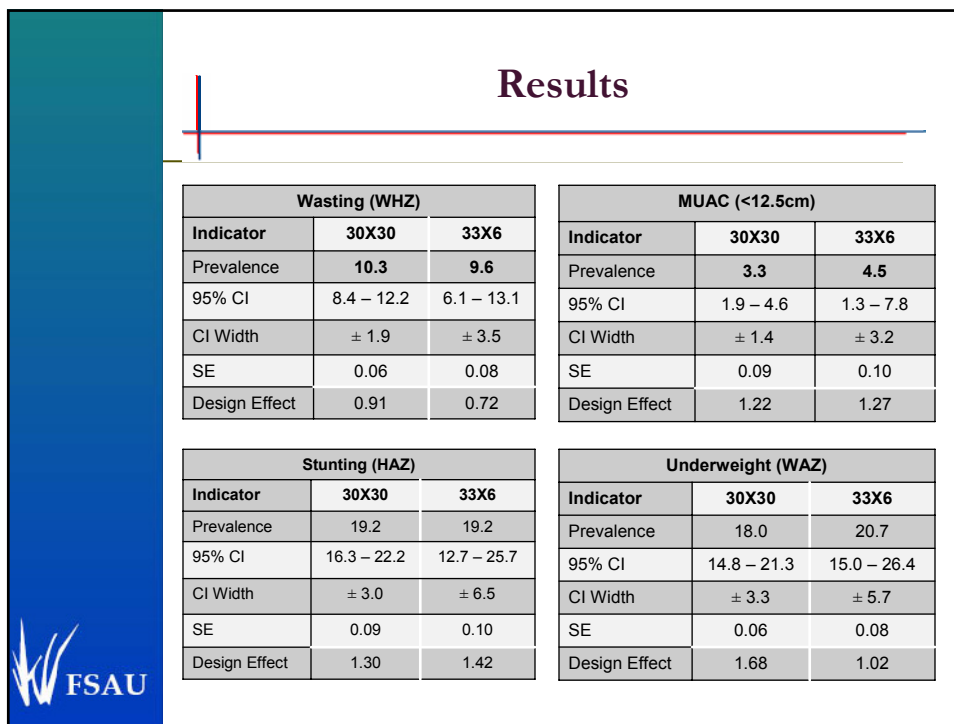 Results
Wasting (WHZ)
Indicator 30X30 33X6
Prevalence 10.3 9.6
95% CI 8.4 – 12.2 6.1 – 13.1
CI Width ± 1.9 ± 3.5
SE 0.06 0.08
Design Effect 0.91 0.72
MUAC (<12.5cm)
Indicator 30X30 33X6
Prevalence 3.3 4.5
95% CI 1.9 – 4.6 1.3 – 7.8
CI Width ± 1.4 ± 3.2
SE 0.09 0.10
Design Effect 1.22 1.27
Stunting (HAZ)
Indicator 30X30 33X6
Prevalence 19.2 19.2
95% CI 16.3 – 22.2 12.7 – 25.7
CI Width ± 3.0 ± 6.5
SE 0.09 0.10
Design Effect 1.30 1.42
Underweight (WAZ)
Indicator 30X30 33X6
Prevalence 18.0 20.7
95% CI 14.8 – 21.3 15.0 – 26.4
CI Width ± 3.3 ± 5.7
SE 0.06 0.08
Design Effect 1.68 1.02
FSAU